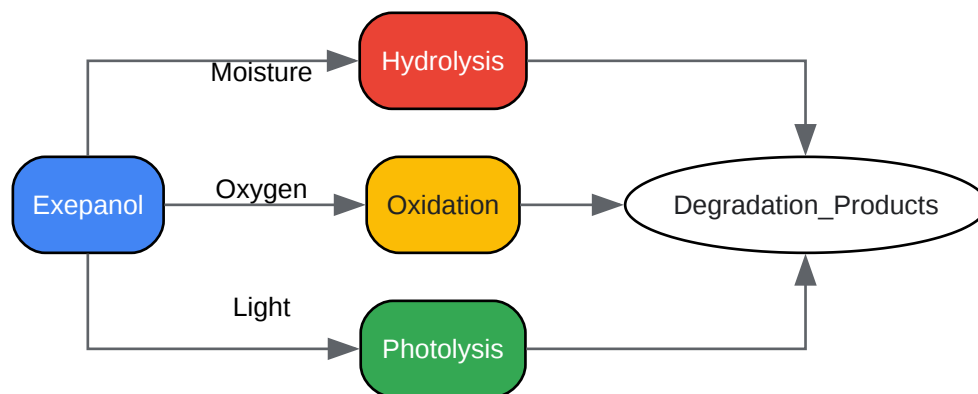 Hydrolysis
Moisture
Exepanol
Oxygen
Oxidation
Degradation_Products
Light
Photolysis